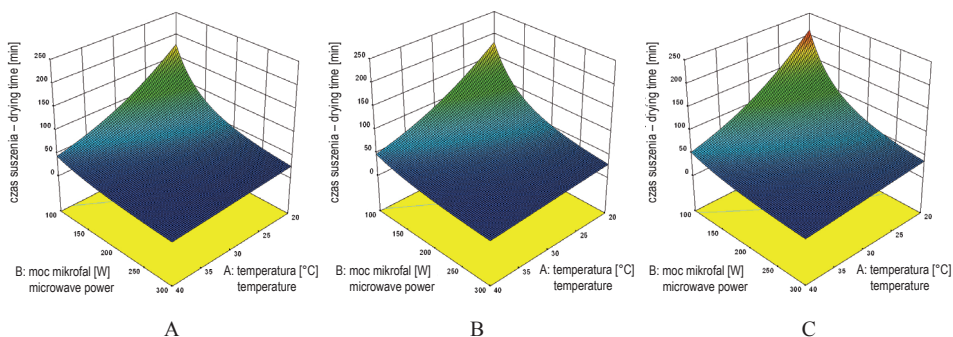 czas suszenia – drying time [min]
250
200
150
100
50
0
100
150
200
250
300
40
35
30
25
20
B: moc mikrofal [W]
microwave power
A: temperatura [°C]
temperature
A
czas suszenia – drying time [min]
250
200
150
100
50
0
100
150
200
250
300
40
35
30
25
20
B: moc mikrofal [W]
microwave power
A: temperatura [°C]
temperature
B
czas suszenia – drying time [min]
250
200
150
100
50
0
100
150
200
250
300
40
35
30
25
20
B: moc mikrofal [W]
microwave power
A: temperatura [°C]
temperature
C